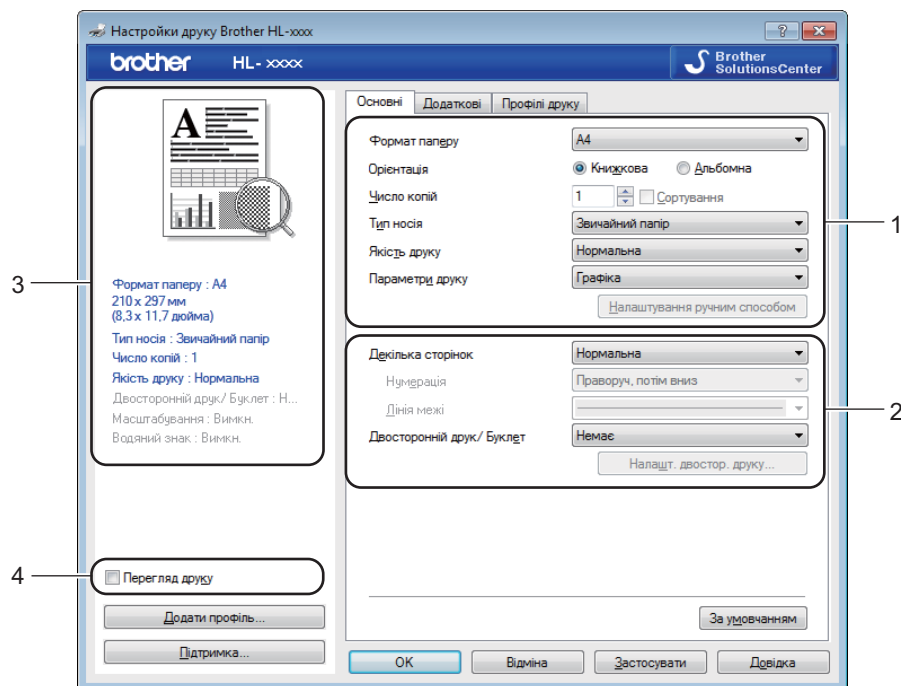 Настройки друку Brother HL-xxxx
brother HL- xxxx
Brother
SolutionsCenter
Основні Додаткові Профілі друку
A
3
Формат паперу : A4
210 x 297 мм
(8,3 x 11,7 дюйма)
Тип носія : Звичайний папір
Число копій : 1
Якість друку : Нормальна
Двосторонній друк/ Буклет : Н...
Масштабування : Вимкн.
Водяний знак : Вимкн.
4
Перегляд друку
Додати профіль...
Підтримка...
Формат паперу A4
Орієнтація Книжкова Альбомна
Число копій 1 Сортування
Тип носія Звичайний папір
Якість друку Нормальна
Параметри друку Графіка
Налаштування ручним способом
1
Декілька сторінок Нормальна
Нумерація Праворуч, потім вниз
Лінія межі
Двосторонній друк/ Буклет Немає
Налашт. двостор. друку...
2
За умовчанням
OK Відміна Застосувати Довідка